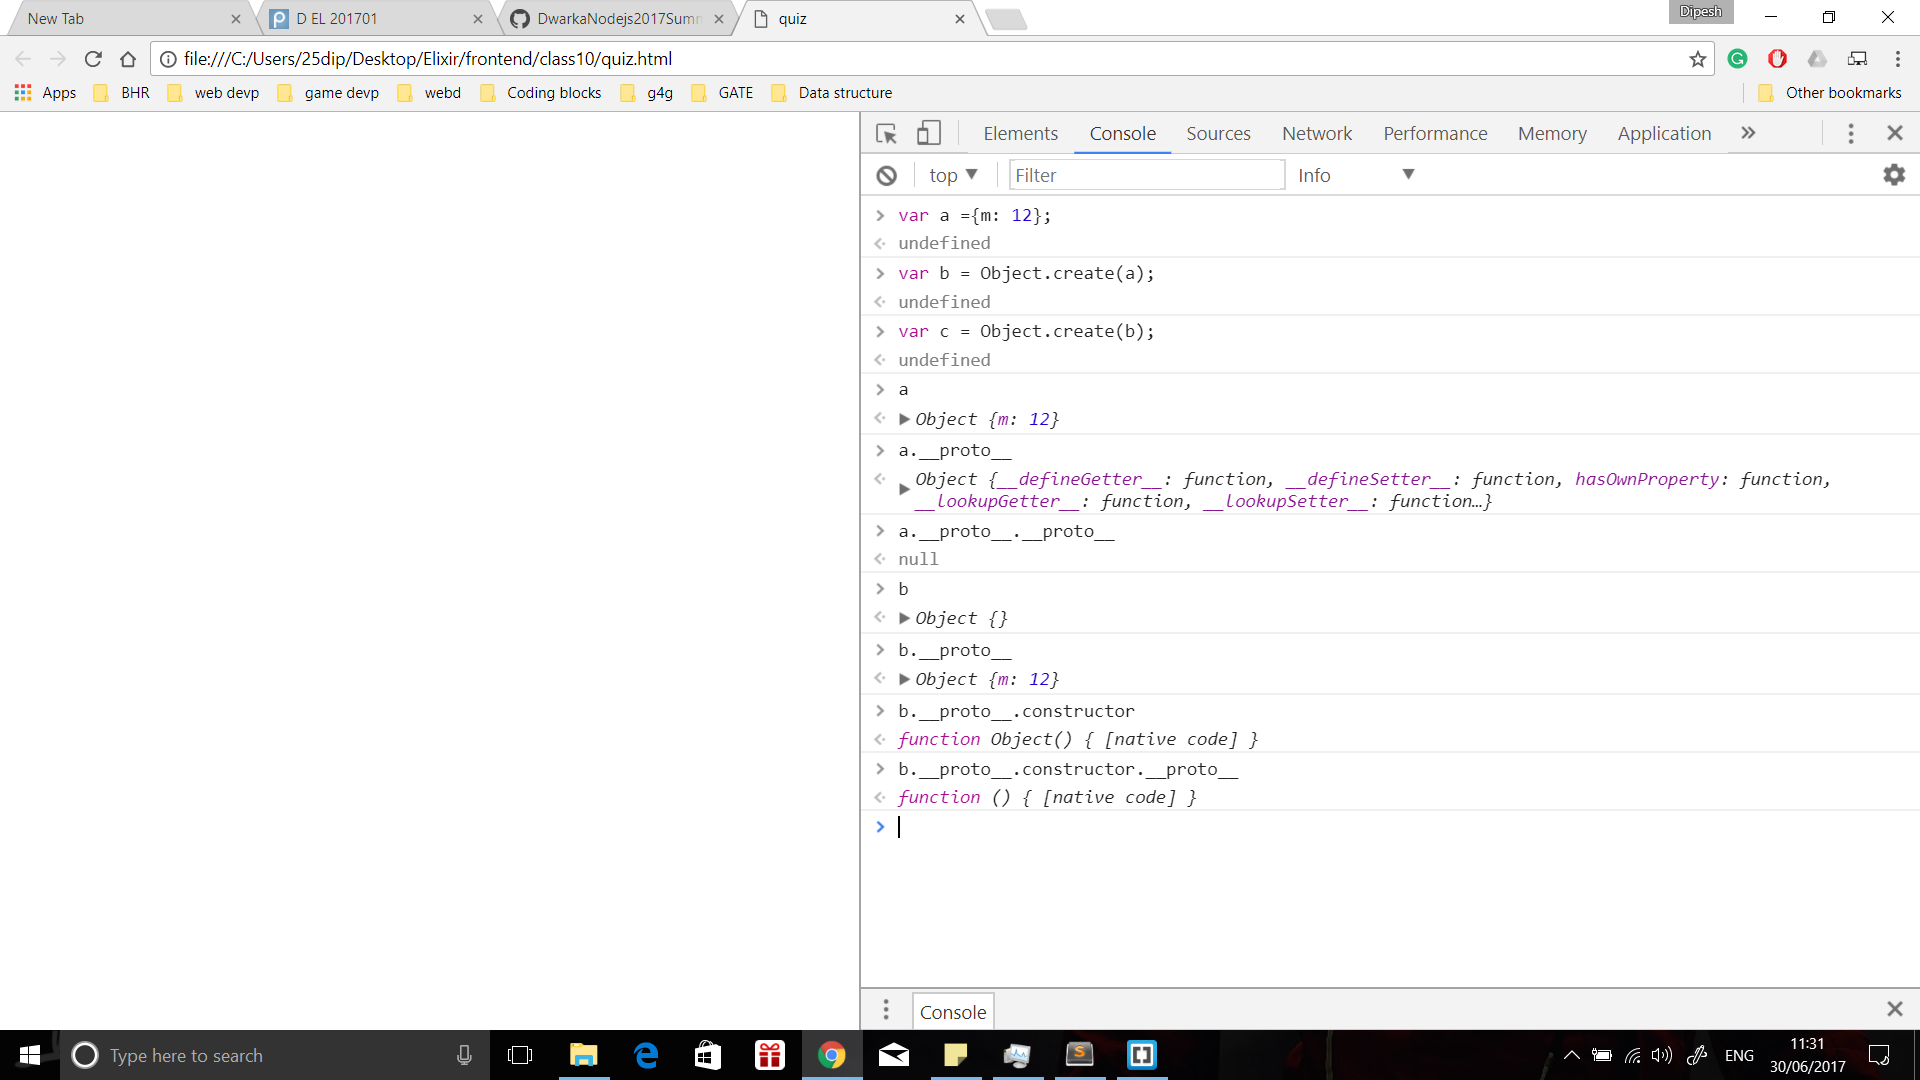 New Tab
D EL 201701
DwarkaNodejs2017Summ
quiz
Dipesh
file:///C:/Users/25dip/Desktop/Elixir/frontend/class10/quiz.html
Apps BHR web devp game devp webd Coding blocks g4g GATE Data structure Other bookmarks
Elements Console Sources Network Performance Memory Application
top Filter Info
var a ={m: 12};
undefined
var b = Object.create(a);
undefined
var c = Object.create(b);
undefined
a
Object {m: 12}
a.__proto__
Object {__defineGetter__: function, __defineSetter__: function, hasOwnProperty: function,
__lookupGetter__: function, __lookupSetter__: function…}
a.__proto__.__proto__
null
b
Object {}
b.__proto__
Object {m: 12}
b.__proto__.constructor
function Object() { [native code] }
b.__proto__.constructor.__proto__
function () { [native code] }
Console
Type here to search
ENG
11:31
30/06/2017